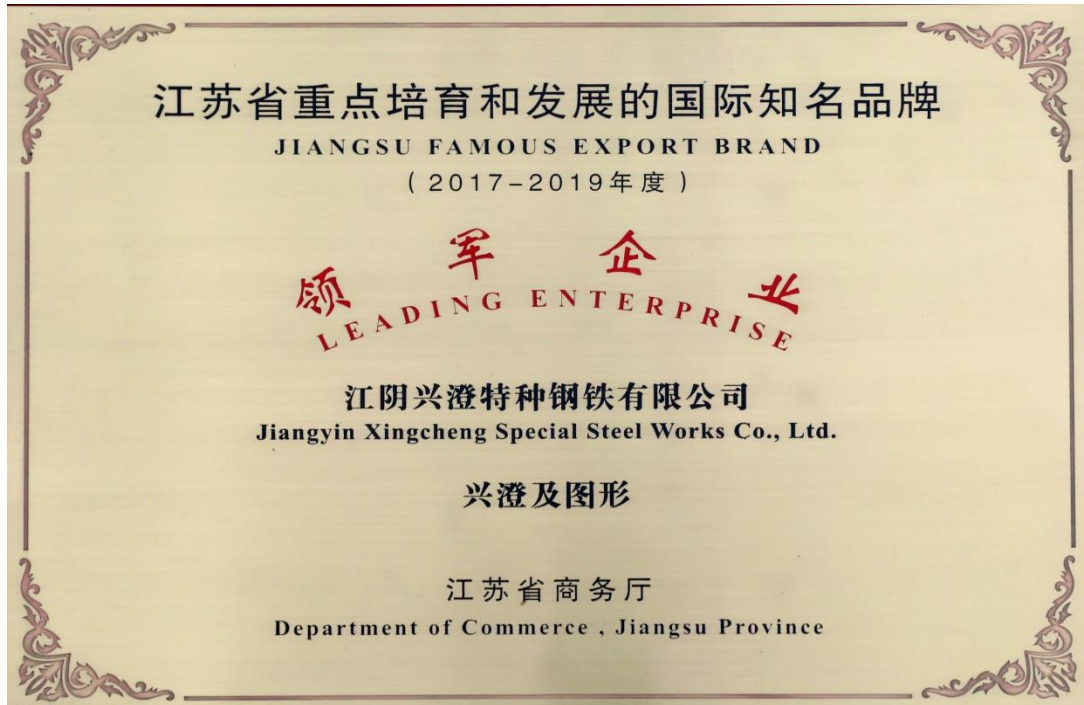 江苏省重点培育和发展的国际知名品牌
JIANGSU FAMOUS EXPORT BRAND
(2017-2019年度)
领军企业
LEADING ENTERPRISE
江阴兴澄特种钢铁有限公司
Jiangyin Xingcheng Special Steel Works Co., Ltd.
兴澄及图形
江苏省商务厅
Department of Commerce , Jiangsu Province